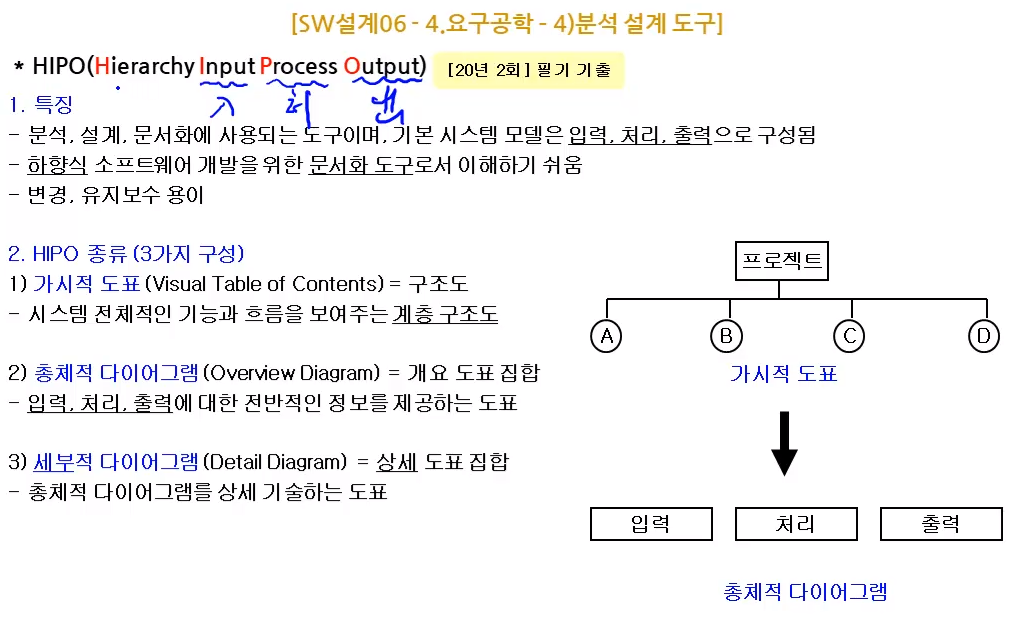 [SW설계06 - 4.요구공학 - 4)분석 설계 도구]
* HIPO(Hierarchy Input Process Output) [20년 2회] 필기 기출
1. 특징
- 분석, 설계, 문서화에 사용되는 도구이며, 기본 시스템 모델은 입력, 처리, 출력으로 구성됨
- 하향식 소프트웨어 개발을 위한 문서화 도구로서 이해하기 쉬움
- 변경, 유지보수 용이
2. HIPO 종류 (3가지 구성)
1) 가시적 도표 (Visual Table of Contents) = 구조도
- 시스템 전체적인 기능과 흐름을 보여주는 계층 구조도
2) 총체적 다이어그램 (Overview Diagram) = 개요 도표 집합
- 입력, 처리, 출력에 대한 전반적인 정보를 제공하는 도표
3) 세부적 다이어그램 (Detail Diagram) = 상세 도표 집합
- 총체적 다이어그램를 상세 기술하는 도표
프로젝트
A B C D
가시적 도표
입력 처리 출력
총체적 다이어그램